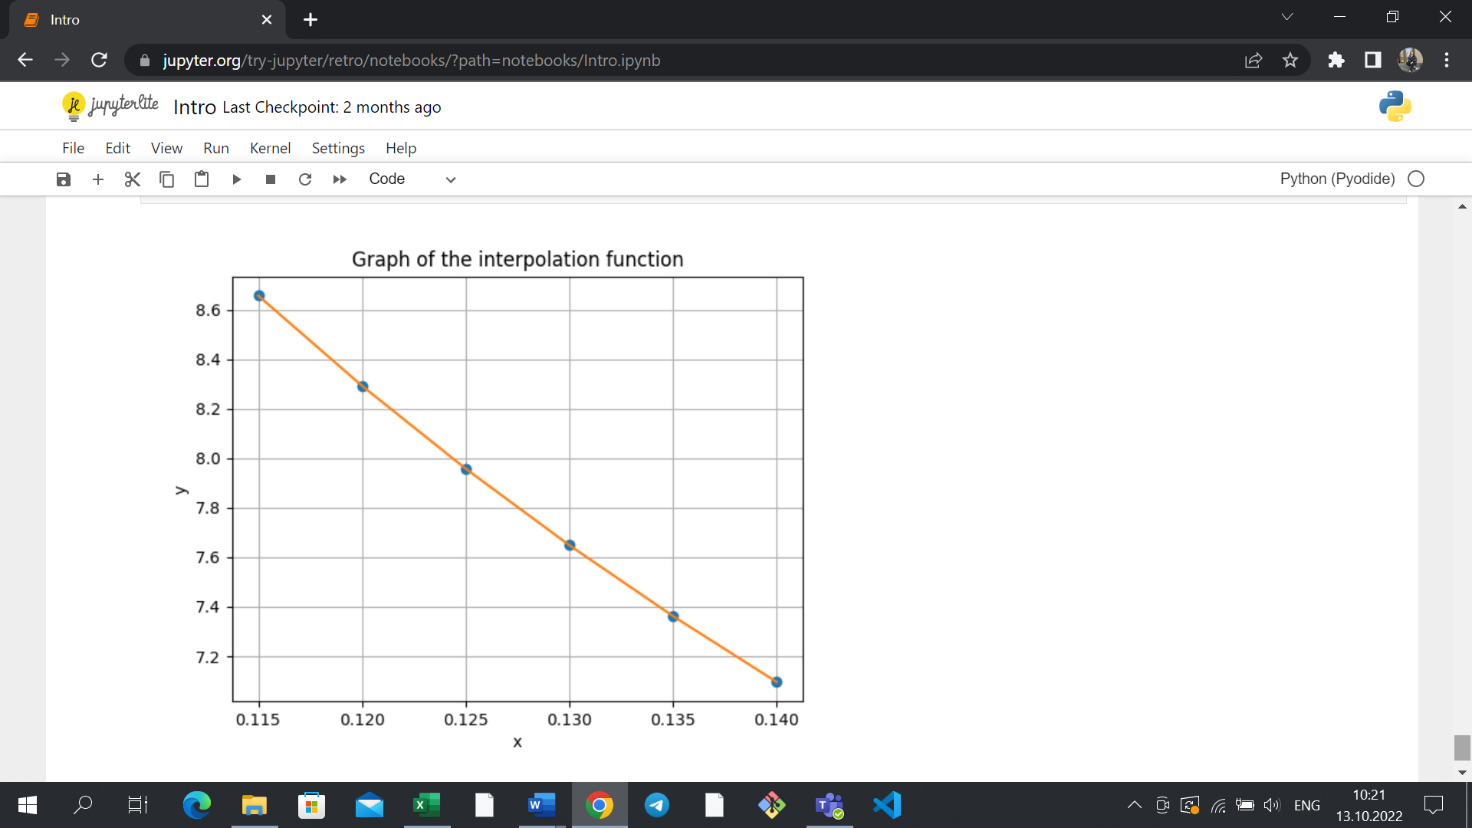 Intro
jupyter.org/try-jupyter/retro/notebooks/?path=notebooks/Intro.ipynb
jupyterlite Intro Last Checkpoint: 2 months ago
File Edit View Run Kernel Settings Help
Code Python (Pyodide)
Graph of the interpolation function
8.6
8.4
8.2
8.0
y
7.8
7.6
7.4
7.2
0.115 0.120 0.125 0.130 0.135 0.140
x
ENG
10:21
13.10.2022